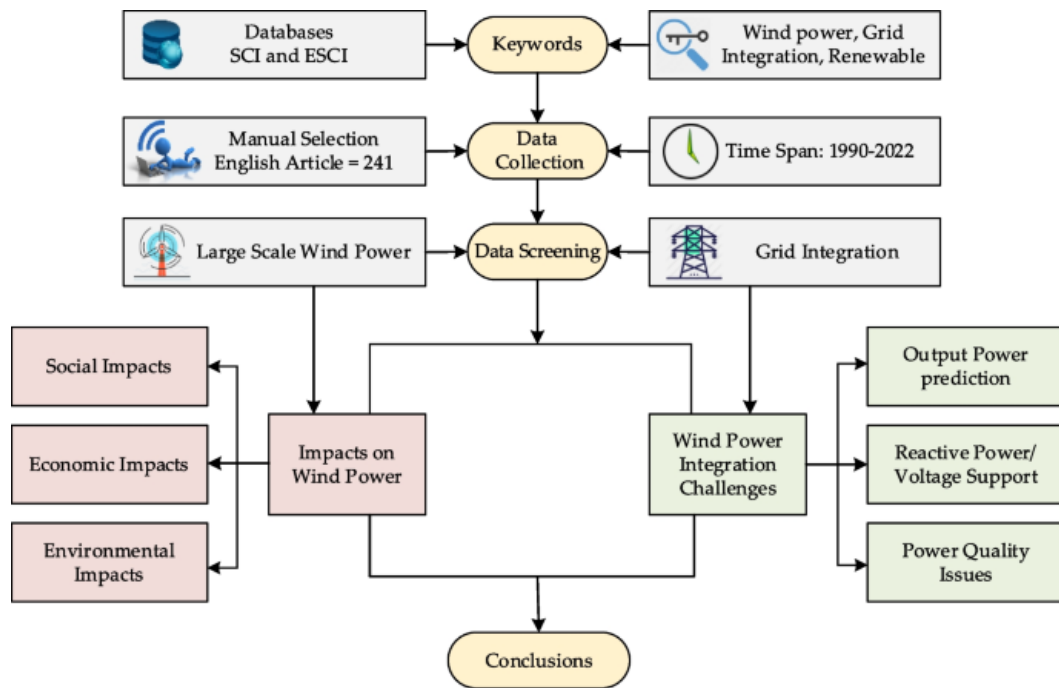 Databases
SCI and ESCI
Keywords
Wind power, Grid
Integration, Renewable
Manual Selection
English Article = 241
Data
Collection
Time Span: 1990-2022
Large Scale Wind Power
Data Screening
Grid Integration
Social Impacts
Economic Impacts
Environmental
Impacts
Impacts on
Wind Power
Wind Power
Integration
Challenges
Output Power
prediction
Reactive Power/
Voltage Support
Power Quality
Issues
Conclusions